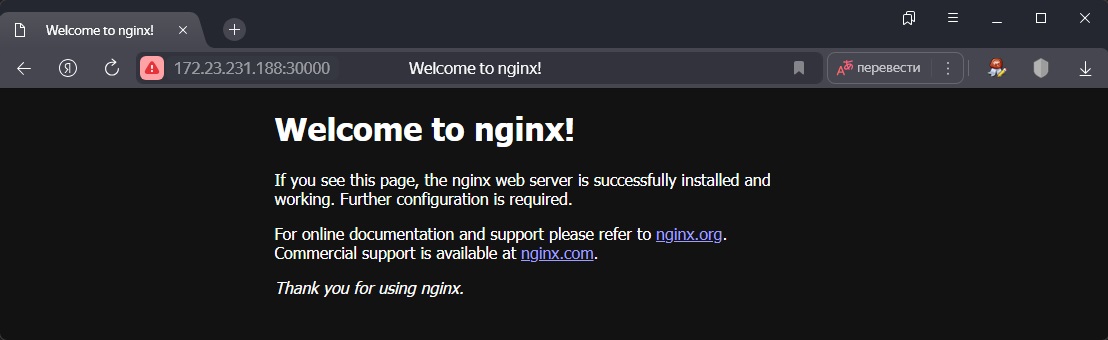 Welcome to nginx!
172.23.231.188:30000 Welcome to nginx! перевести
Welcome to nginx!
If you see this page, the nginx web server is successfully installed and
working. Further configuration is required.
For online documentation and support please refer to nginx.org.
Commercial support is available at nginx.com.
Thank you for using nginx.